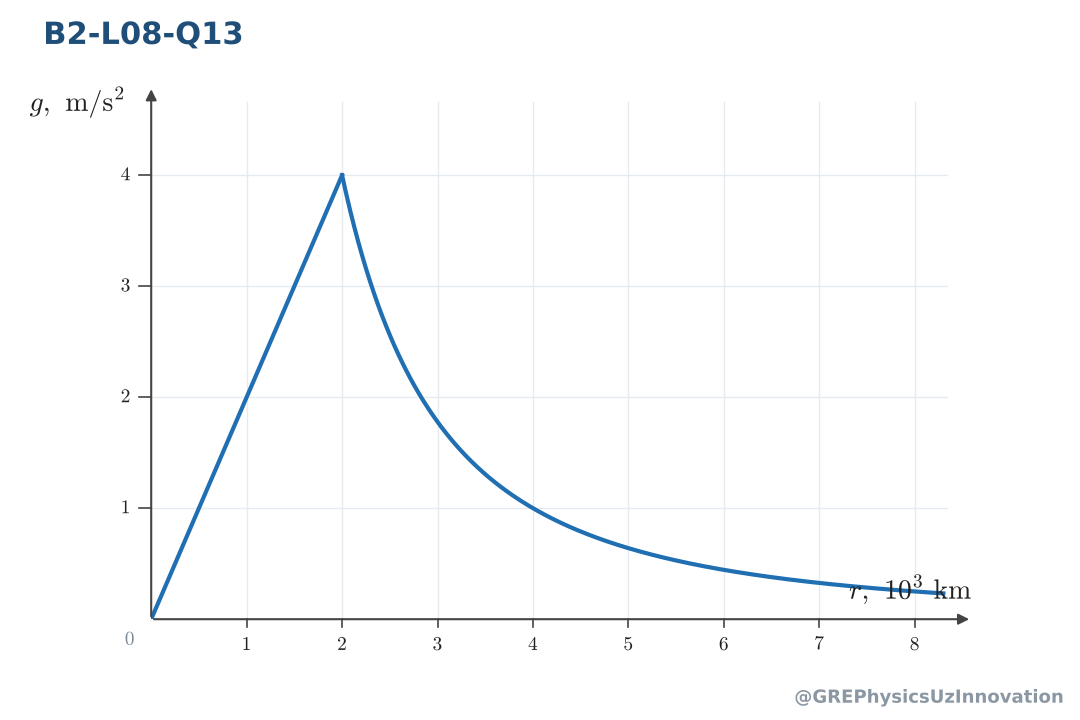 B2-L08-Q13
g, m/s²
4
3
2
1
0
1 2 3 4 5 6 7 8
r, 10³ km
@GREPhysicsUzInnovation